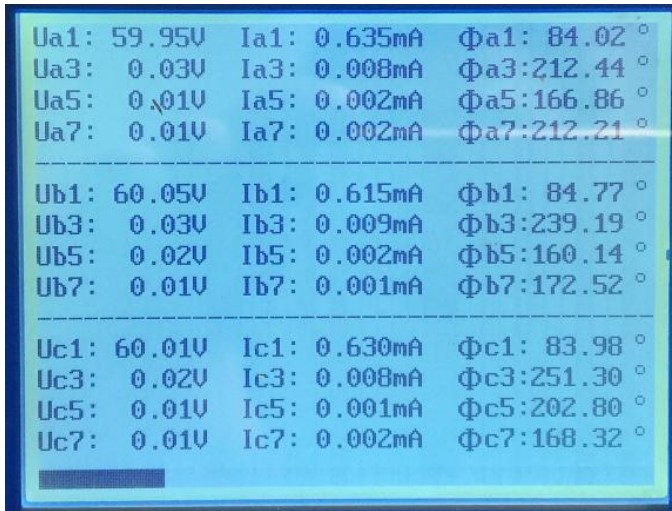 Ua1: 59.95V Ia1: 0.635mA Φa1: 84.02°
Ua3: 0.03V Ia3: 0.008mA Φa3:212.44°
Ua5: 0.01V Ia5: 0.002mA Φa5:166.86°
Ua7: 0.01V Ia7: 0.002mA Φa7:212.21°
Ub1: 60.05V Ib1: 0.615mA Φb1: 84.77°
Ub3: 0.03V Ib3: 0.009mA Φb3:239.19°
Ub5: 0.02V Ib5: 0.002mA Φb5:160.14°
Ub7: 0.01V Ib7: 0.001mA Φb7:172.52°
Uc1: 60.01V Ic1: 0.630mA Φc1: 83.98°
Uc3: 0.02V Ic3: 0.008mA Φc3:251.30°
Uc5: 0.01V Ic5: 0.001mA Φc5:202.80°
Uc7: 0.01V Ic7: 0.002mA Φc7:168.32°